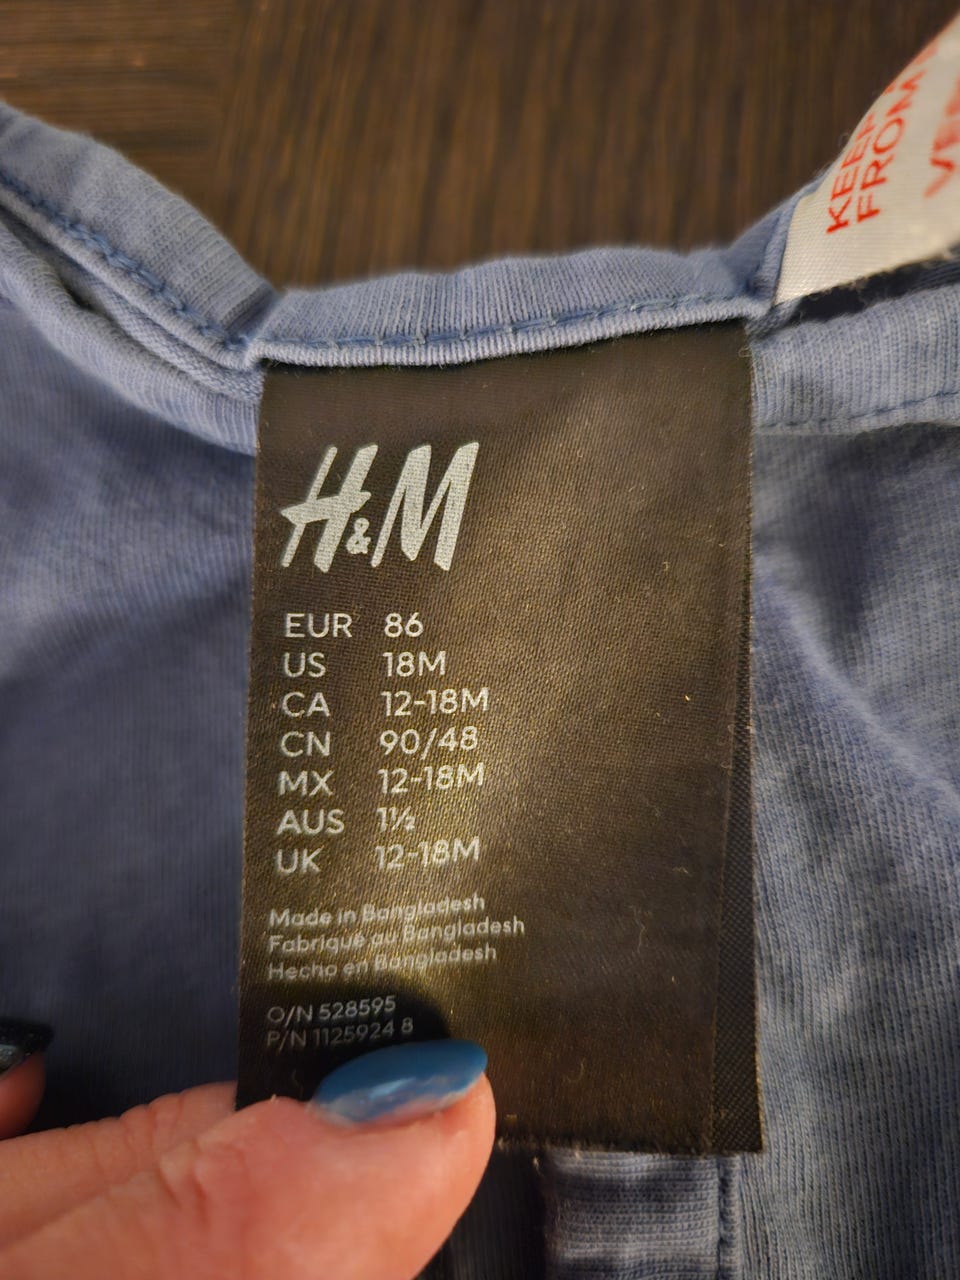 H&M
EUR 86
US 18M
CA 12-18M
CN 90/48
MX 12-18M
AUS 1½
UK 12-18M
Made in Bangladesh
Fabriqué au Bangladesh
Hecho en Bangladesh
O/N 528595
P/N 1125924 8
KEEP
FROM